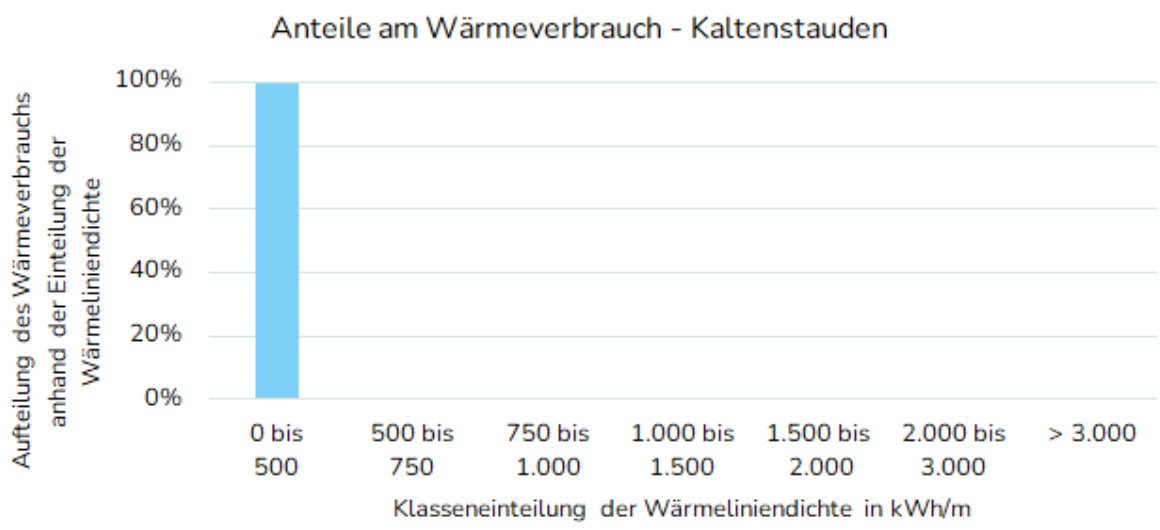 Anteile am Wärmeverbrauch - Kaltenstauden
Aufteilung des Wärmeverbrauchs
anhand der Einteilung der
Wärmeliniendichte
100%
80%
60%
40%
20%
0%
0 bis
500
500 bis
750
750 bis
1.000
1.000 bis
1.500
1.500 bis
2.000
2.000 bis
3.000
> 3.000
Klasseneinteilung der Wärmeliniendichte in kWh/m